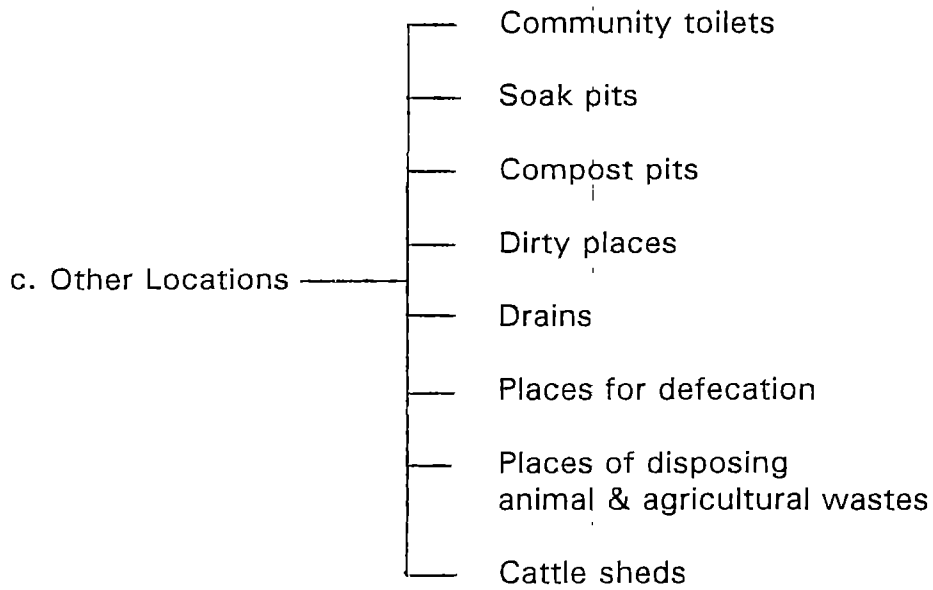 Community toilets
Soak pits
Compost pits
Dirty places
c. Other Locations
Drains
Places for defecation
Places of disposing
animal & agricultural wastes
Cattle sheds